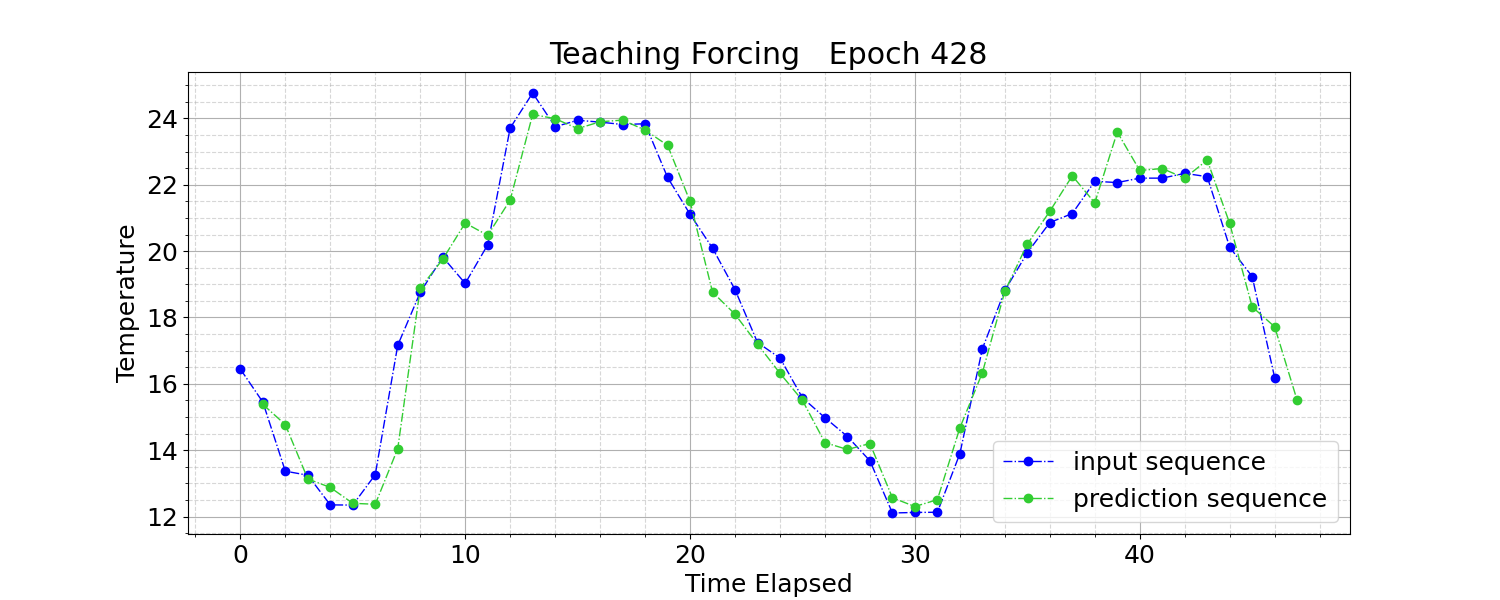 Teaching Forcing   Epoch 428
24
22
20
18
16
14
12
Temperature
0 10 20 30 40
Time Elapsed
input sequence
prediction sequence